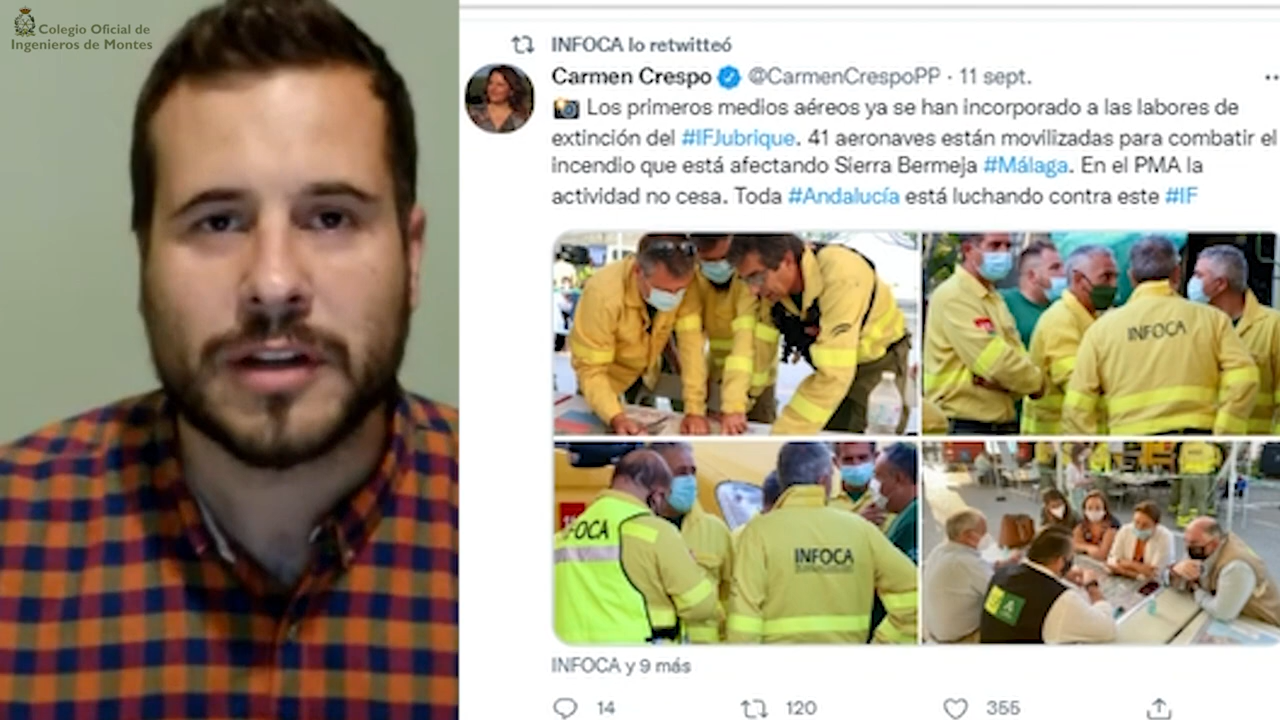 Colegio Oficial de
Ingenieros de Montes
INFOCA lo retwitteó
Carmen Crespo @CarmenCrespoPP · 11 sept.
Los primeros medios aéreos ya se han incorporado a las labores de
extinción del #IFJubrique. 41 aeronaves están movilizadas para combatir el
incendio que está afectando Sierra Bermeja #Málaga. En el PMA la
actividad no cesa. Toda #Andalucía está luchando contra este #IF
INFOCA
INFOCA
INFOCA y 9 más
14 120 355